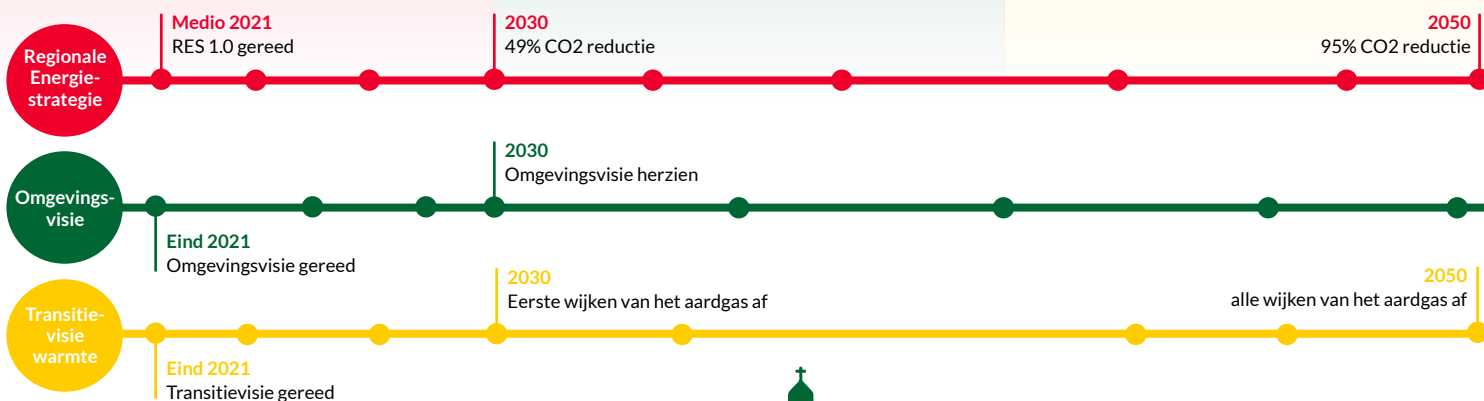 Regionale
Energie-
strategie
Medio 2021
RES 1.0 gereed
2030
49% CO2 reductie
2050
95% CO2 reductie
Omgevings-
visie
2030
Omgevingsvisie herzien
Eind 2021
Omgevingsvisie gereed
Transitie-
visie
warmte
2030
Eerste wijken van het aardgas af
2050
alle wijken van het aardgas af
Eind 2021
Transitievisie gereed